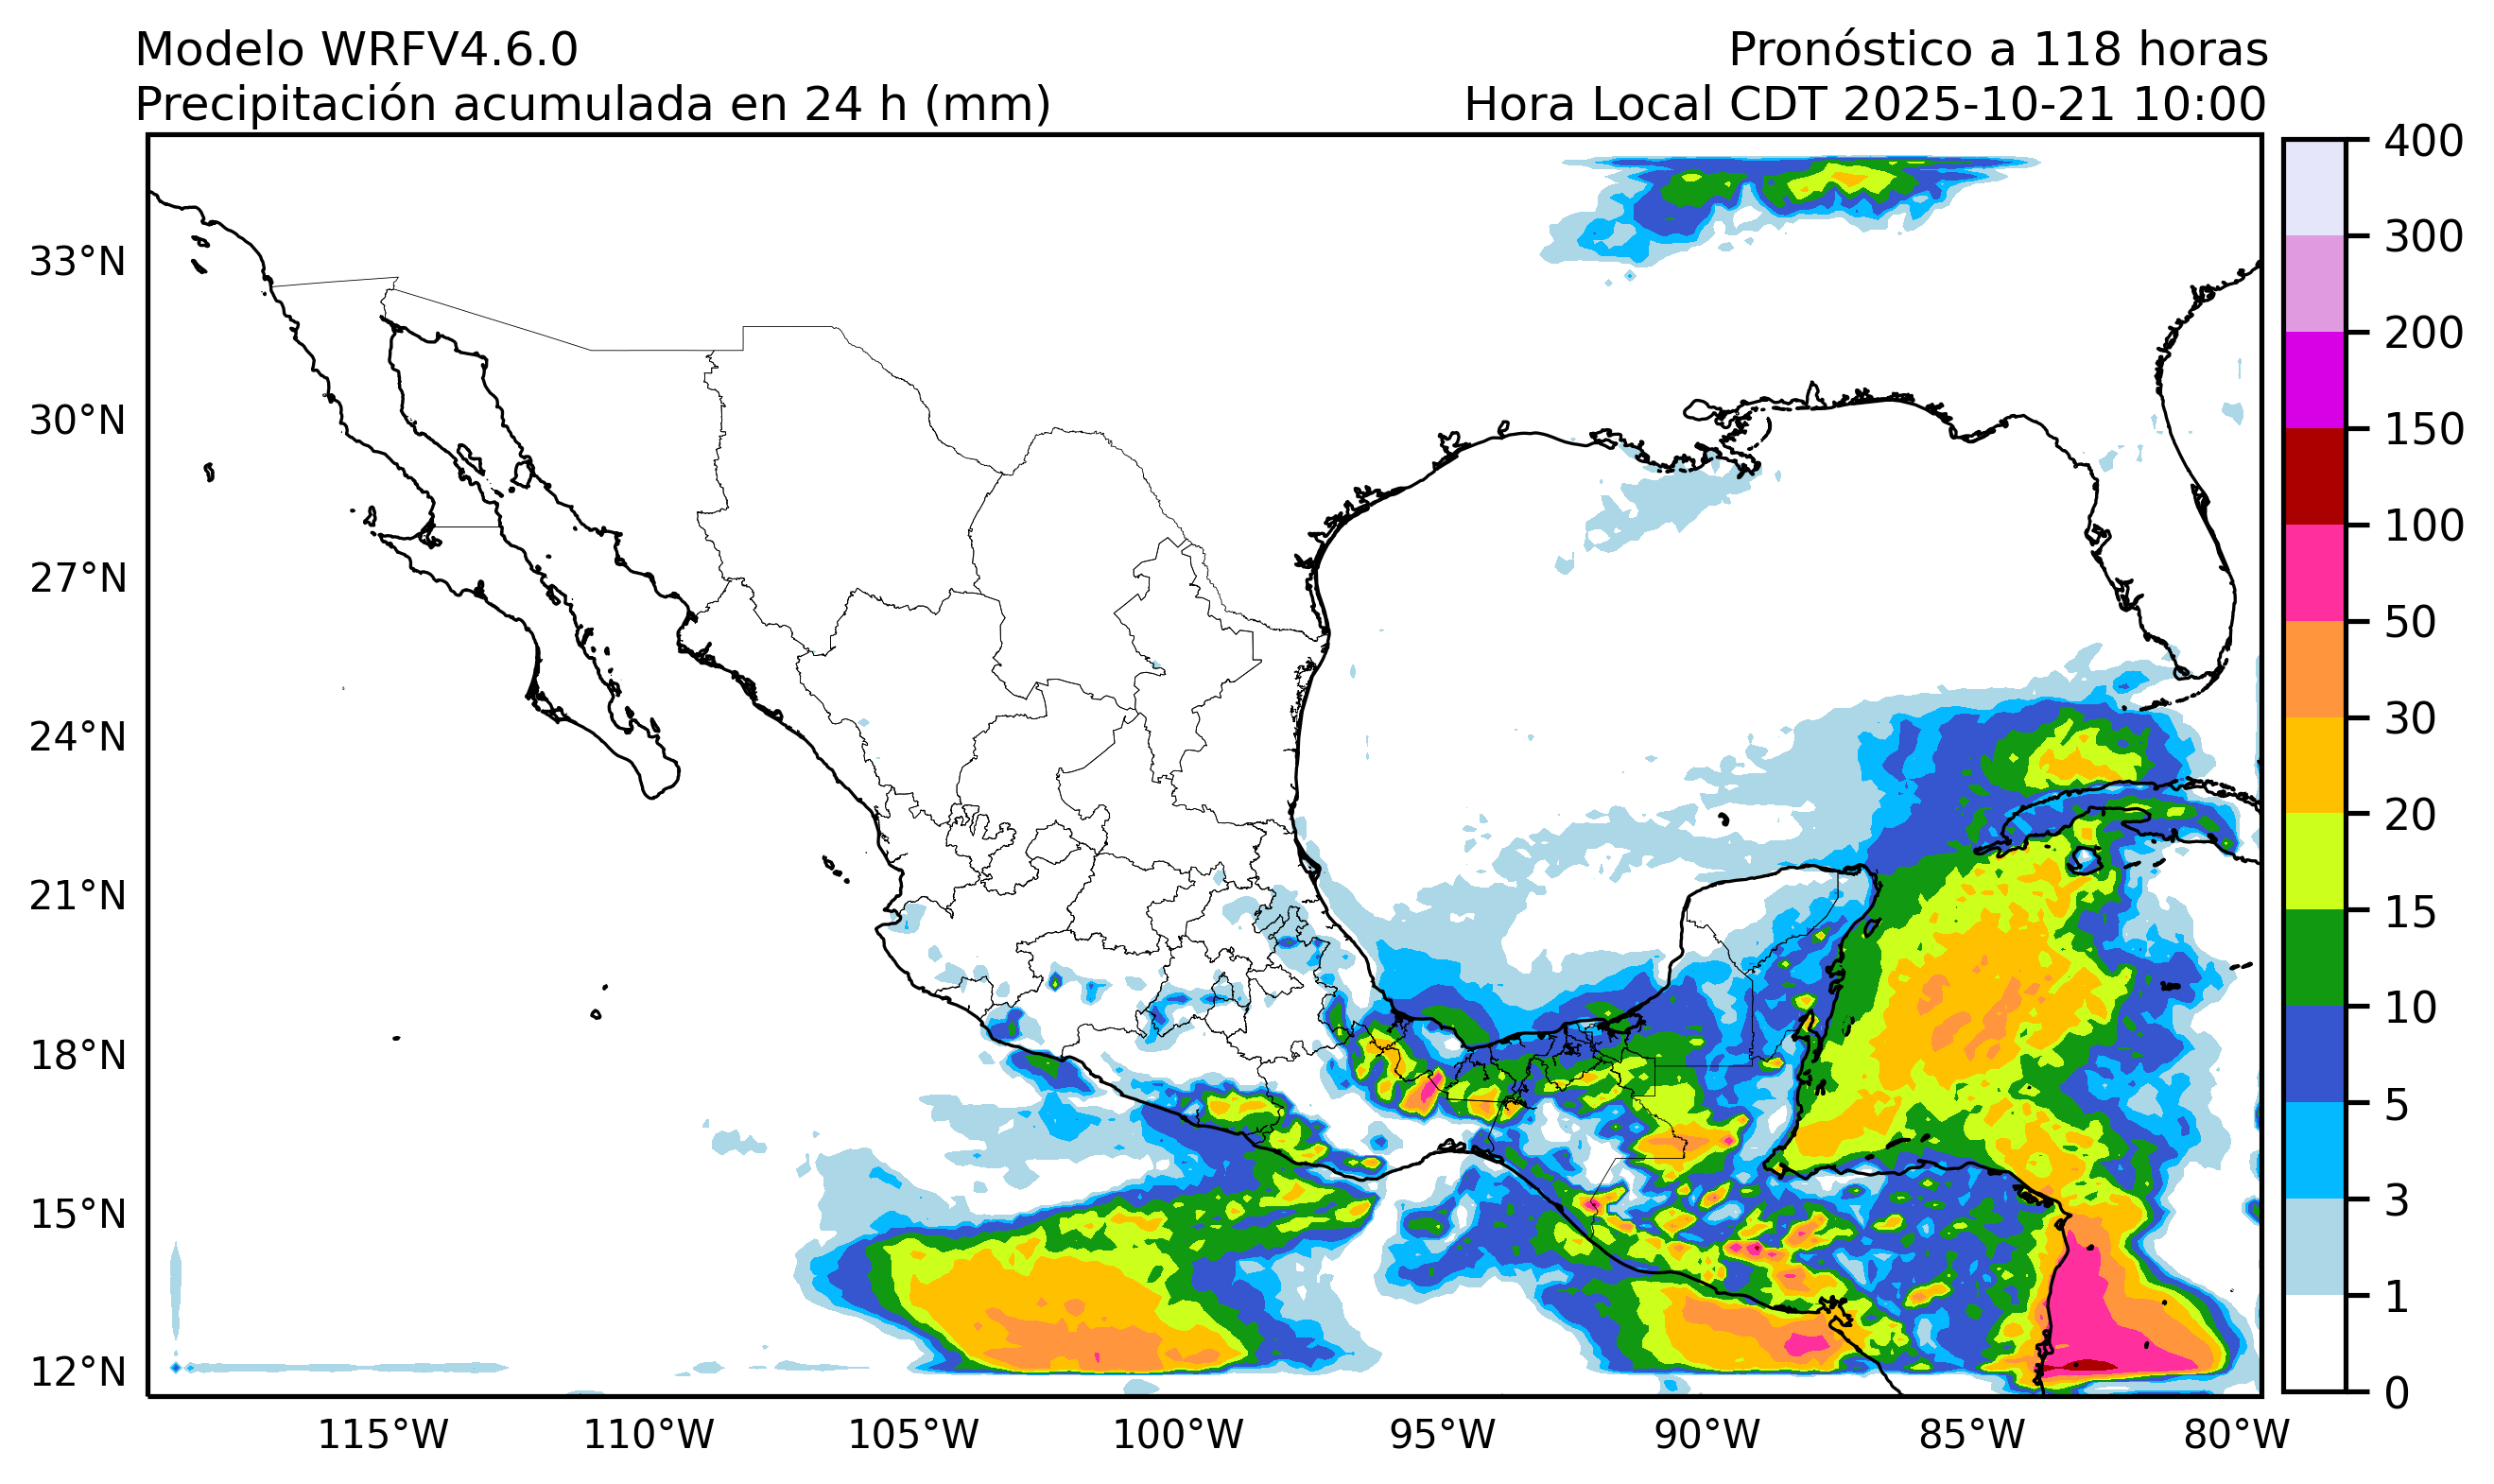 Modelo WRFV4.6.0
Pronóstico a 118 horas
Precipitación acumulada en 24 h (mm)
Hora Local CDT 2025-10-21 10:00
33°N
30°N
27°N
24°N
21°N
18°N
15°N
12°N
115°W
110°W
105°W
100°W
95°W
90°W
85°W
80°W
400
300
200
150
100
50
30
20
15
10
5
3
1
0